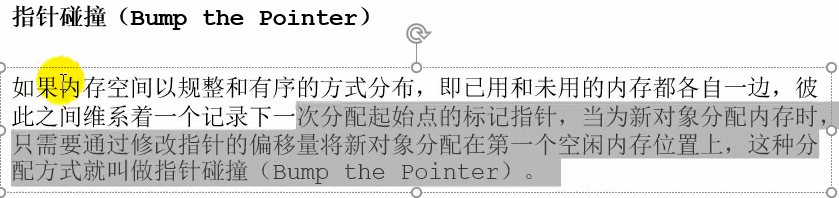 指针碰撞（Bump the Pointer）
如果内存空间以规整和有序的方式分布，即已用和未用的内存都各自一边，彼
此之间维系着一个记录下一次分配起始点的标记指针，当为新对象分配内存时，
只需要通过修改指针的偏移量将新对象分配在第一个空闲内存位置上，这种分
配方式就叫做指针碰撞（Bump the Pointer）。